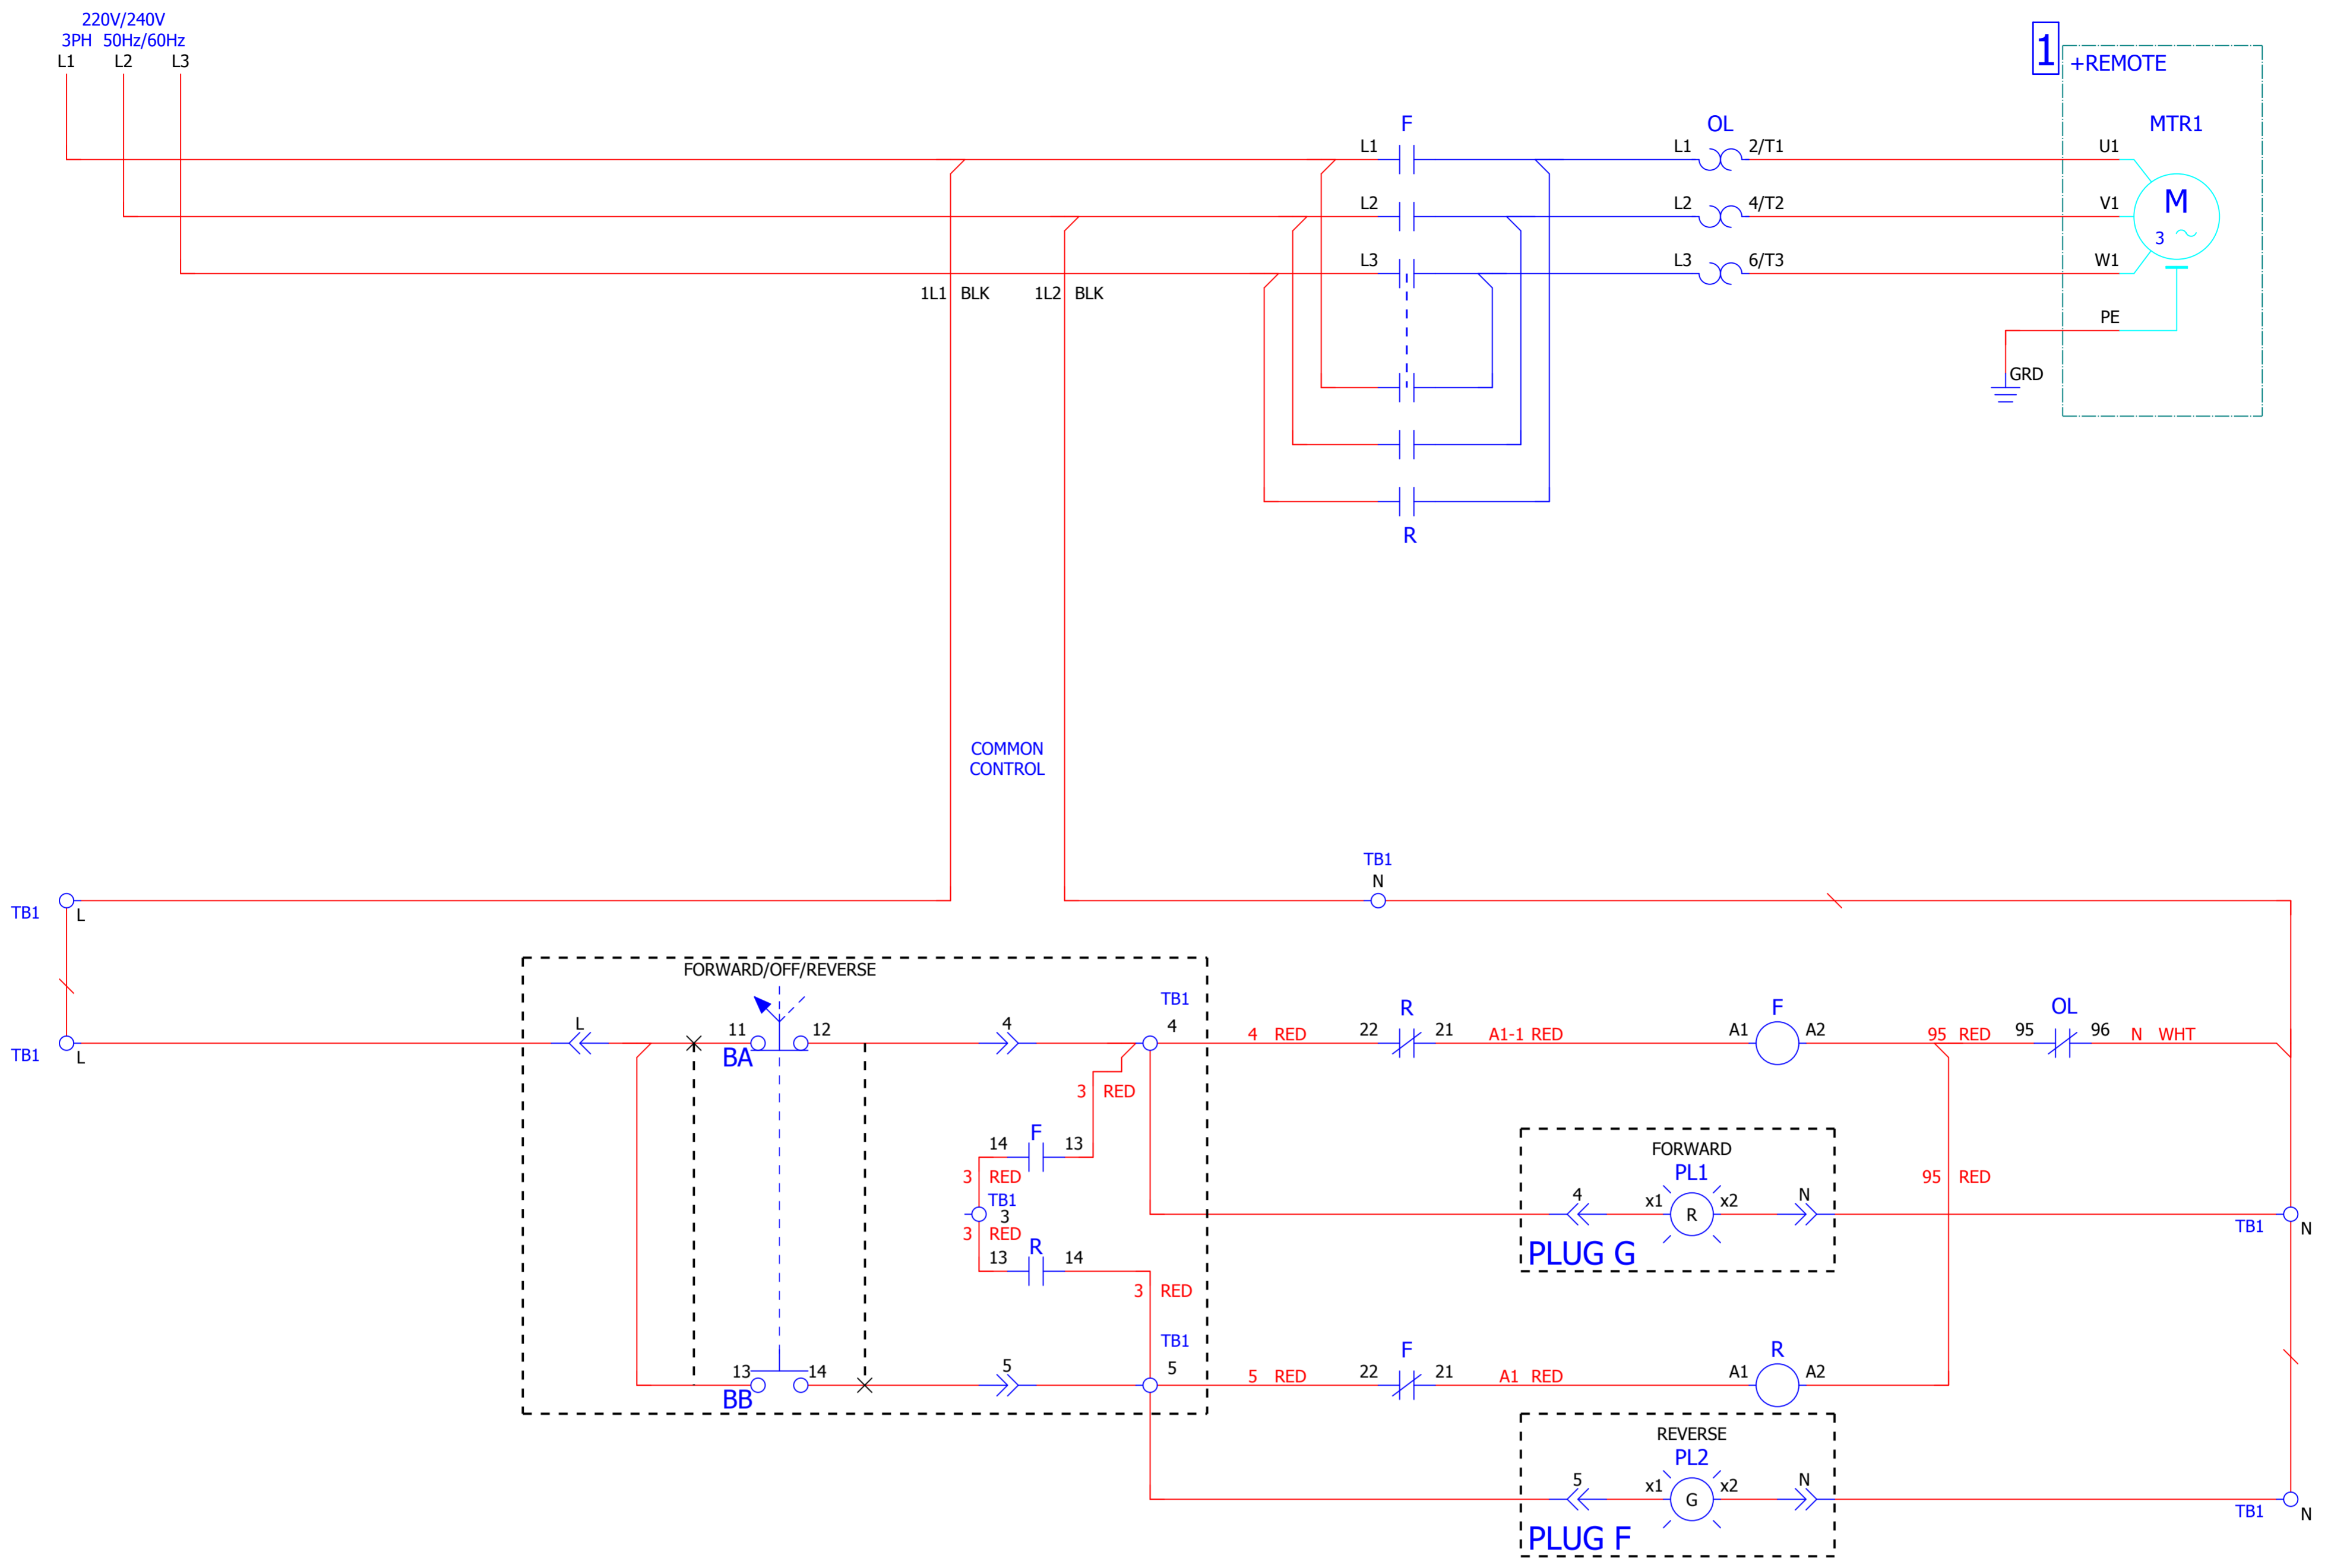 220V/240V
3PH 50Hz/60Hz
L1 L2 L3
1
+REMOTE
F OL MTR1
L1 L1 2/T1 U1
M
3
L2 L2 4/T2 V1
L3 L3 6/T3 W1
1L1 BLK 1L2 BLK
PE
GRD
R
COMMON
CONTROL
TB1
N
TB1 L
FORWARD/OFF/REVERSE
TB1 L
L
11 12
BA
4
TB1
4
4 RED
R
22 21
A1-1 RED
F
A1 A2
95 RED
OL
95 96
N WHT
3 RED
F
14 13
3 RED
TB1
3
3 RED
R
13 14
3 RED
FORWARD
PL1
4 x1 R x2 N
PLUG G
95 RED
TB1 N
13 14
BB
5
TB1
5
5 RED
F
22 21
A1 RED
R
A1 A2
REVERSE
PL2
5 x1 G x2 N
PLUG F
TB1 N